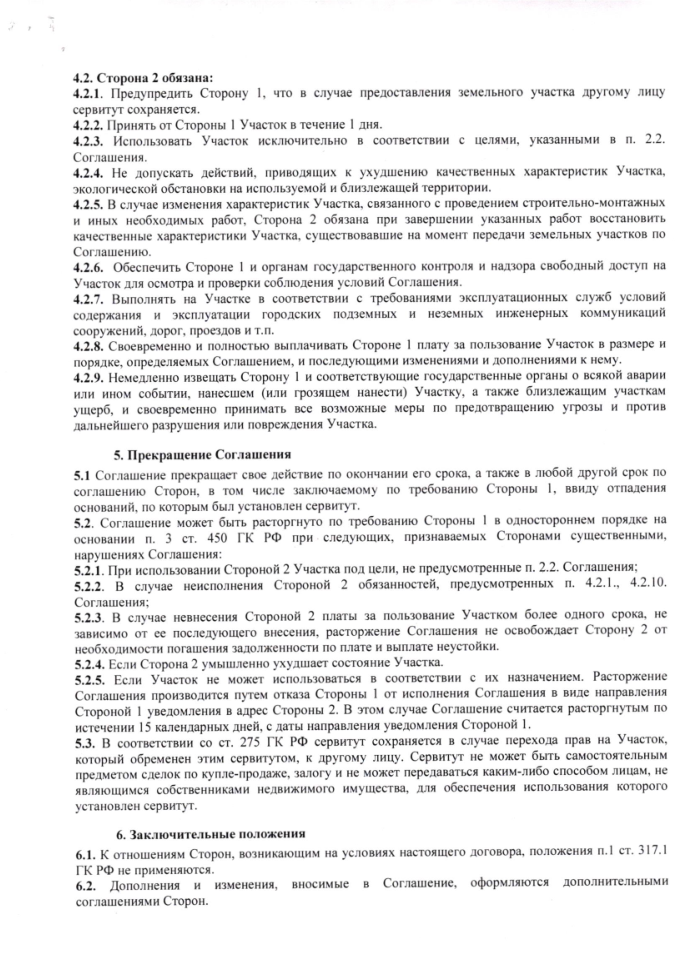 4.2. Сторона 2 обязана:
4.2.1. Предупредить Сторону 1, что в случае предоставления земельного участка другому лицу
сервитут сохраняется.
4.2.2. Принять от Стороны 1 Участок в течение 1 дня.
4.2.3. Использовать Участок исключительно в соответствии с целями, указанными в п. 2.2.
Соглашения.
4.2.4. Не допускать действий, приводящих к ухудшению качественных характеристик Участка,
экологической обстановки на используемой и близлежащей территории.
4.2.5. В случае изменения характеристик Участка, связанного с проведением строительно-монтажных
и иных необходимых работ, Сторона 2 обязана при завершении указанных работ восстановить
качественные характеристики Участка, существовавшие на момент передачи земельных участков по
Соглашению.
4.2.6. Обеспечить Стороне 1 и органам государственного контроля и надзора свободный доступ на
Участок для осмотра и проверки соблюдения условий Соглашения.
4.2.7. Выполнять на Участке в соответствии с требованиями эксплуатационных служб условий
содержания и эксплуатации городских подземных и неземных инженерных коммуникаций
сооружений, дорог, проездов и т.п.
4.2.8. Своевременно и полностью выплачивать Стороне 1 плату за пользование Участок в размере и
порядке, определяемых Соглашением, и последующими изменениями и дополнениями к нему.
4.2.9. Немедленно извещать Сторону 1 и соответствующие государственные органы о всякой аварии
или ином событии, нанесшем (или грозящем нанести) Участку, а также близлежащим участкам
ущерб, и своевременно принимать все возможные меры по предотвращению угрозы и против
дальнейшего разрушения или повреждения Участка.
5. Прекращение Соглашения
5.1 Соглашение прекращает свое действие по окончании его срока, а также в любой другой срок по
соглашению Сторон, в том числе заключаемому по требованию Стороны 1, ввиду отпадения
оснований, по которым был установлен сервитут.
5.2. Соглашение может быть расторгнуто по требованию Стороны 1 в одностороннем порядке на
основании п. 3 ст. 450 ГК РФ при следующих, признаваемых Сторонами существенными,
нарушениях Соглашения:
5.2.1. При использовании Стороной 2 Участка под цели, не предусмотренные п. 2.2. Соглашения;
5.2.2. В случае неисполнения Стороной 2 обязанностей, предусмотренных п. 4.2.1., 4.2.10.
Соглашения;
5.2.3. В случае невнесения Стороной 2 платы за пользование Участком более одного срока, не
зависимо от ее последующего внесения, расторжение Соглашения не освобождает Сторону 2 от
необходимости погашения задолженности по плате и выплате неустойки.
5.2.4. Если Сторона 2 умышленно ухудшает состояние Участка.
5.2.5. Если Участок не может использоваться в соответствии с их назначением. Расторжение
Соглашения производится путем отказа Стороны 1 от исполнения Соглашения в виде направления
Стороной 1 уведомления в адрес Стороны 2. В этом случае Соглашение считается расторгнутым по
истечении 15 календарных дней, с даты направления уведомления Стороной 1.
5.3. В соответствии со ст. 275 ГК РФ сервитут сохраняется в случае перехода прав на Участок,
который обременен этим сервитутом, к другому лицу. Сервитут не может быть самостоятельным
предметом сделок по купле-продаже, залогу и не может передаваться каким-либо способом лицам, не
являющимся собственниками недвижимого имущества, для обеспечения использования которого
установлен сервитут.
6. Заключительные положения
6.1. К отношениям Сторон, возникающим на условиях настоящего договора, положения п.1 ст. 317.1
ГК РФ не применяются.
6.2. Дополнения и изменения, вносимые в Соглашение, оформляются дополнительными
соглашениями Сторон.